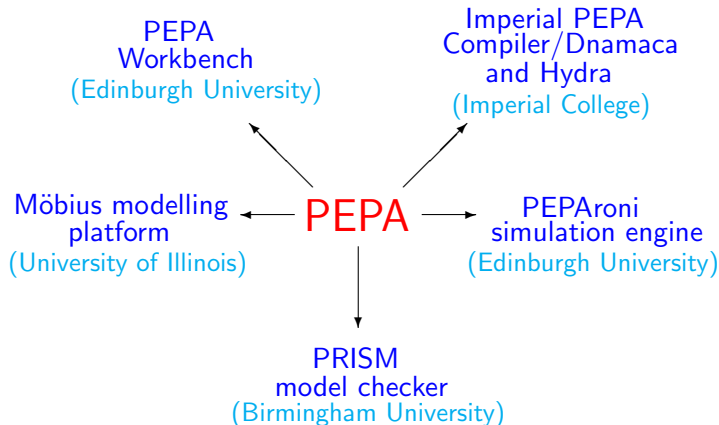 PEPA
Workbench
(Edinburgh University)
Imperial PEPA
Compiler/Dnamaca
and Hydra
(Imperial College)
Möbius modelling
platform
(University of Illinois)
PEPA
PEPAroni
simulation engine
(Edinburgh University)
PRISM
model checker
(Birmingham University)